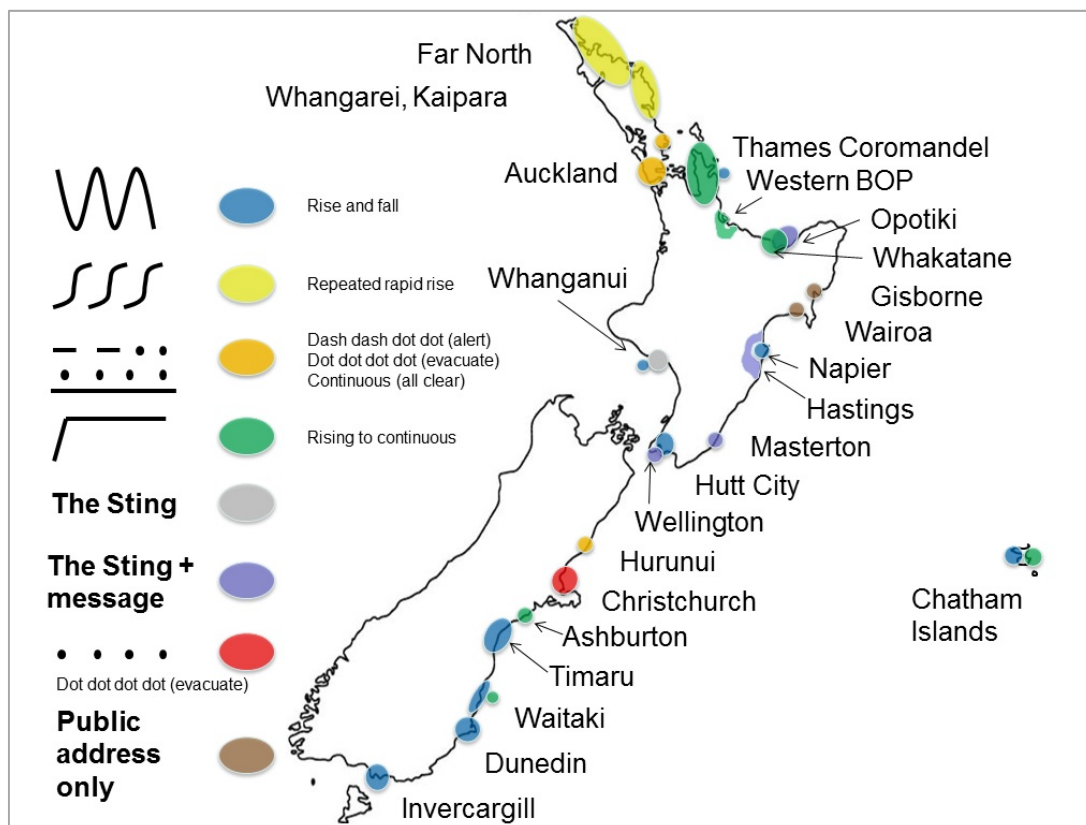 Far North
Whangarei, Kaipara
Auckland
Thames Coromandel
Western BOP
Opotiki
Whakatane
Gisborne
Wairoa
Napier
Hastings
Masterton
Hutt City
Wellington
Whanganui
Hurunui
Christchurch
Ashburton
Timaru
Waitaki
Dunedin
Invercargill
Chatham
Islands
Rise and fall
Repeated rapid rise
Dash dash dot dot (alert)
Dot dot dot dot (evacuate)
Continuous (all clear)
Rising to continuous
The Sting
The Sting +
message
Dot dot dot dot (evacuate)
Public
address
only